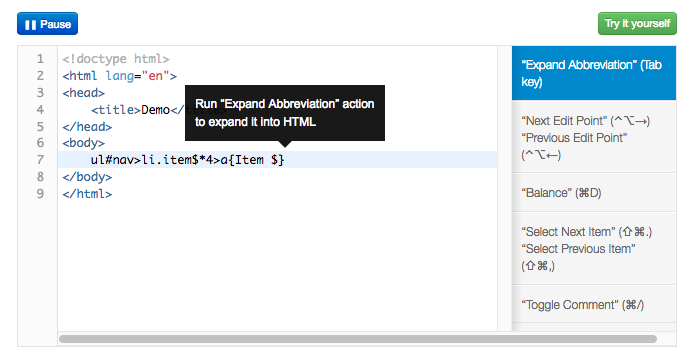 Pause
Try it yourself
1 <!doctype html>
2 <html lang="en">
3 <head>
4 <title>Demo</
5 </head>
6 <body>
7 ul#nav>li.item$*4>a{Item $}
8 </body>
9 </html>
Run “Expand Abbreviation” action
to expand it into HTML
“Expand Abbreviation” (Tab
key)
“Next Edit Point” (^⌥→)
“Previous Edit Point”
(^⌥←)
“Balance” (⌘D)
“Select Next Item” (⇧⌘.)
“Select Previous Item”
(⇧⌘,)
“Toggle Comment” (⌘/)